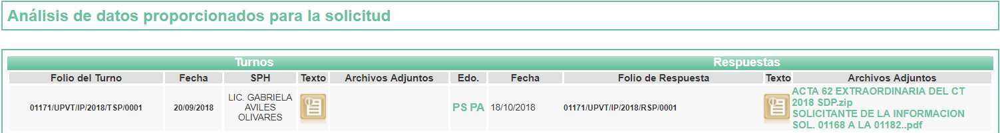 Análisis de datos proporcionados para la solicitud
Turnos Respuestas
Folio del Turno Fecha SPH Texto Archivos Adjuntos Edo. Fecha Folio de Respuesta Texto Archivos Adjuntos
01171/UPVT/IP/2018/TSP/0001
20/09/2018
LIC. GABRIELA
AVILES
OLIVARES
PS PA
18/10/2018
01171/UPVT/IP/2018/RSP/0001
ACTA 62 EXTRAORDINARIA DEL CT
2018 SDP.zip
SOLICITANTE DE LA INFORMACION
SOL. 01168 A LA 01182..pdf